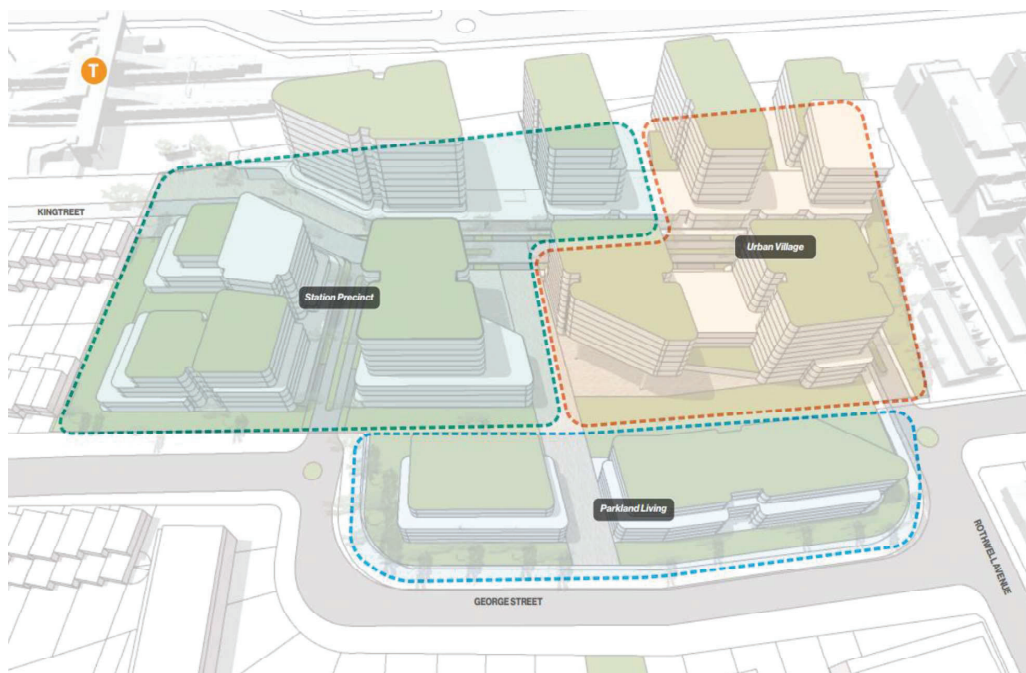 T
KINGTREET
Urban Village
Station Precinct
Parkland Living
GEORGE STREET
ROTHWELL AVENUE